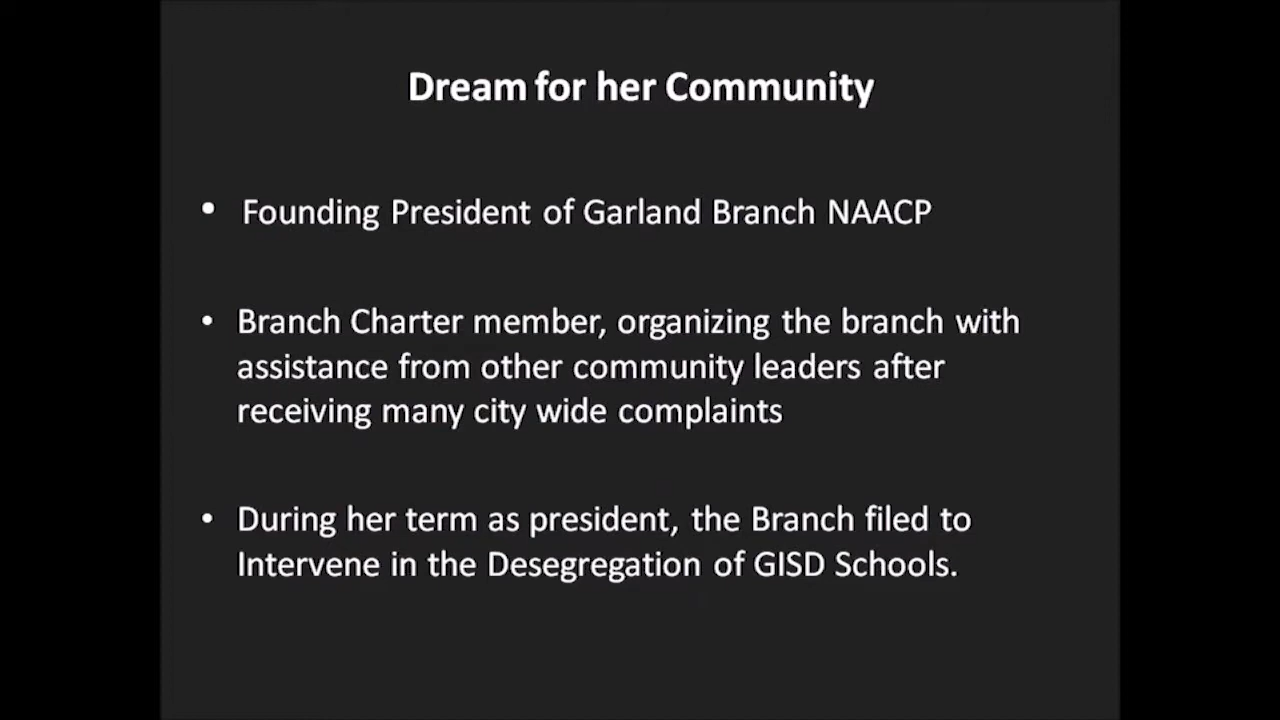 Dream for her Community
• Founding President of Garland Branch NAACP
• Branch Charter member, organizing the branch with
assistance from other community leaders after
receiving many city wide complaints
• During her term as president, the Branch filed to
Intervene in the Desegregation of GISD Schools.